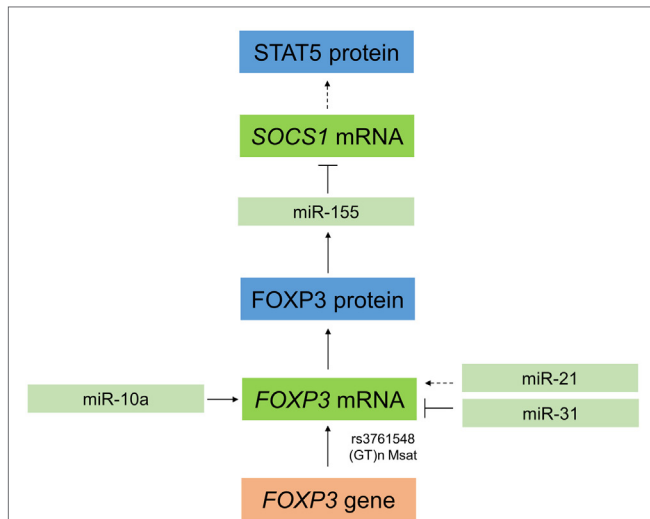 STAT5 protein
SOCS1 mRNA
miR-155
FOXP3 protein
miR-10a
FOXP3 mRNA
miR-21
miR-31
rs3761548
(GT)n Msat
FOXP3 gene